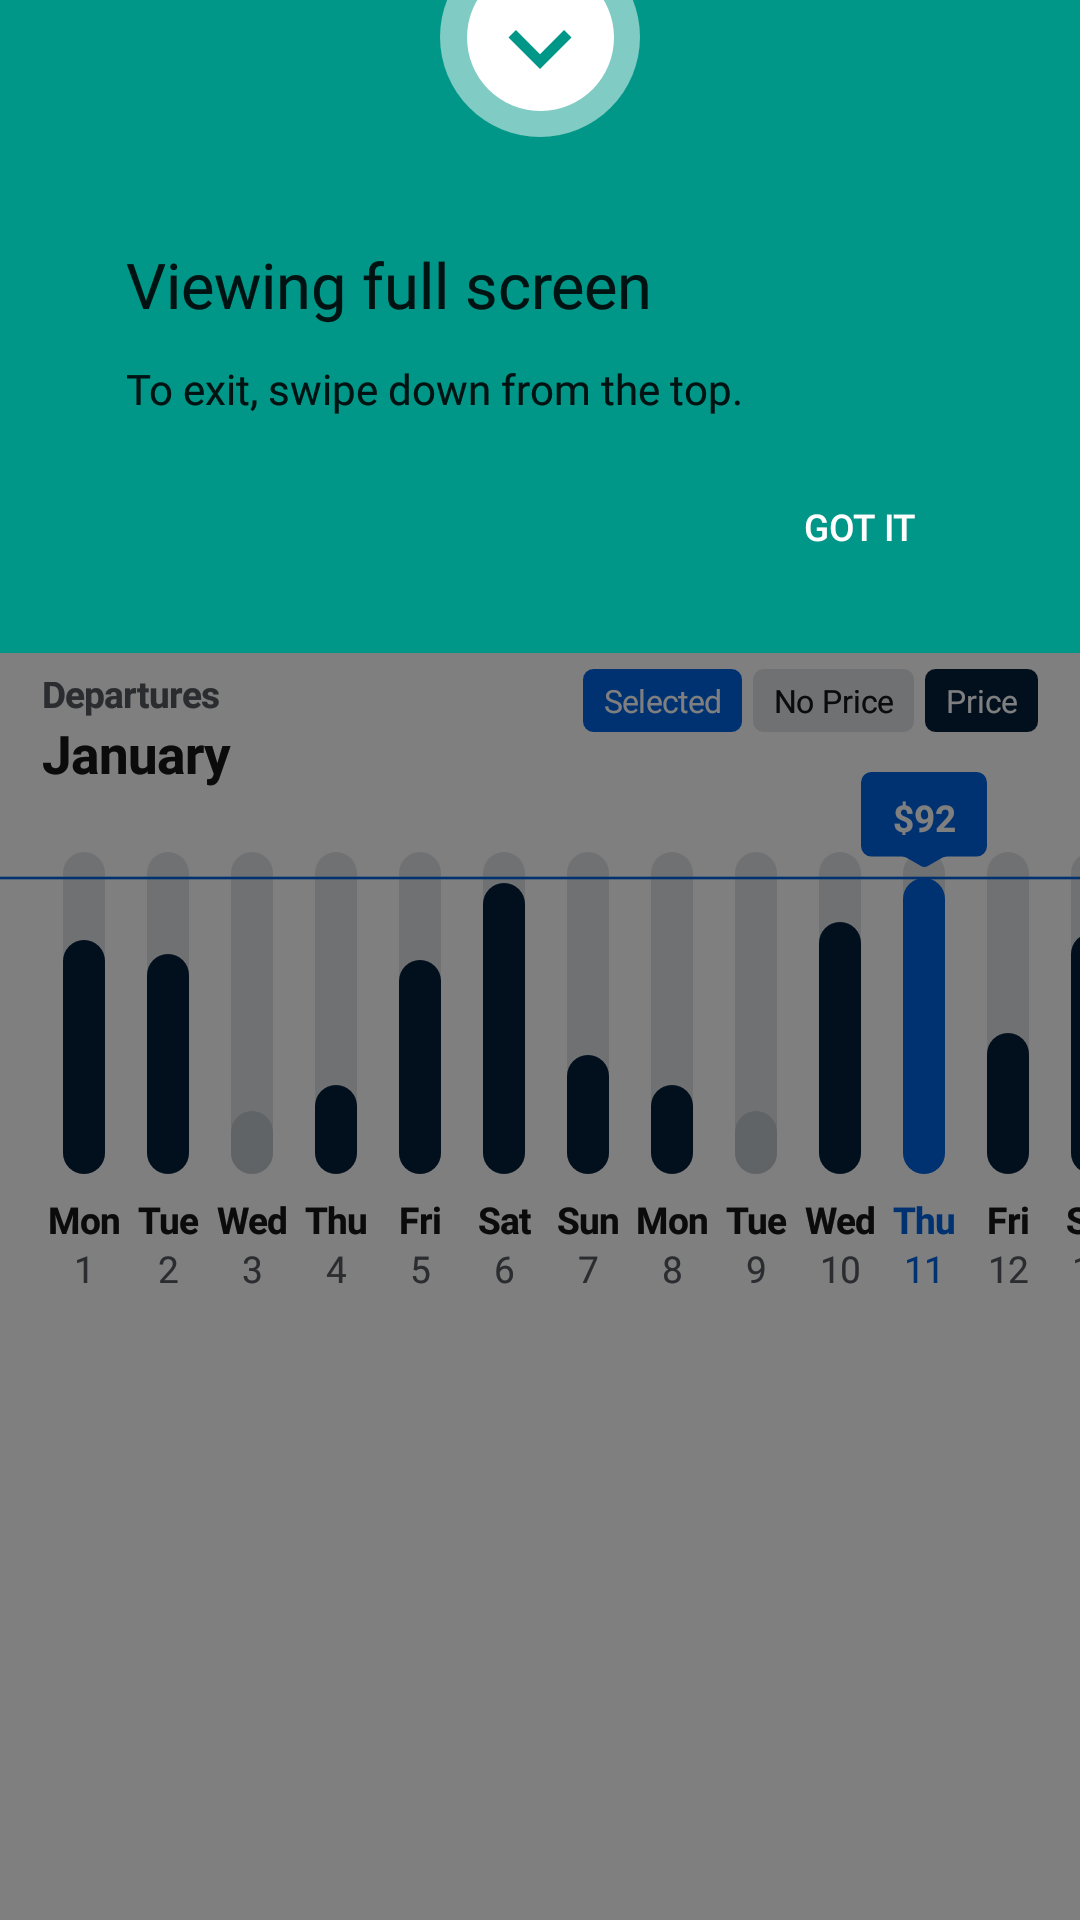 Viewing full screen
To exit, swipe down from the top.
GOT IT
Departures
January
Selected No Price Price
$92
Mon Tue Wed Thu Fri Sat Sun Mon Tue Wed Thu Fri
1 2 3 4 5 6 7 8 9 10 11 12